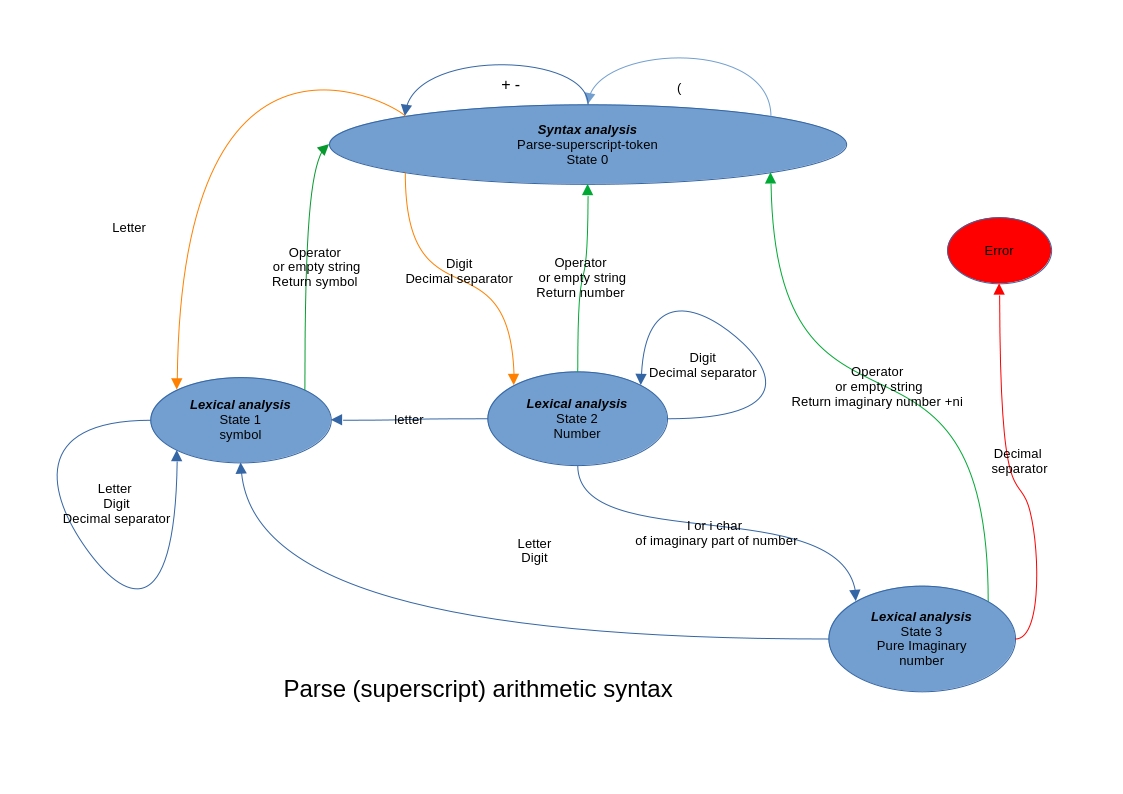 + -
(
Syntax analysis
Parse-superscript-token
State 0
Letter
Operator
or empty string
Return symbol
Digit
Decimal separator
Operator
or empty string
Return number
Error
Digit
Decimal separator
Operator
or empty string
Return imaginary number +ni
Lexical analysis
State 1
symbol
letter
Lexical analysis
State 2
Number
Decimal
separator
Letter
Digit
Decimal separator
I or i char
of imaginary part of number
Letter
Digit
Lexical analysis
State 3
Pure Imaginary
number
Parse (superscript) arithmetic syntax